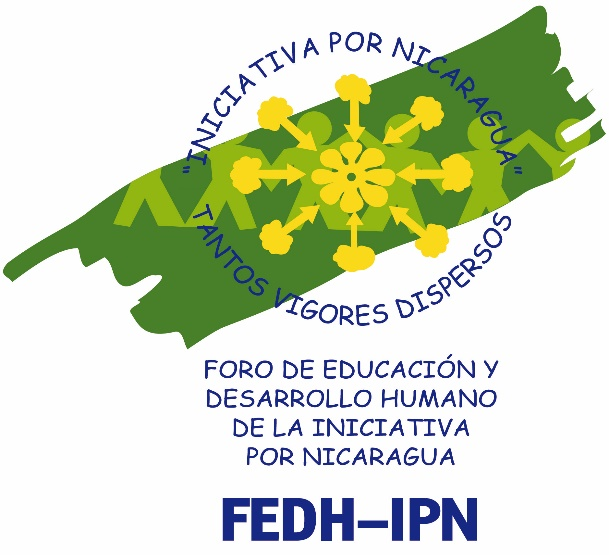 "INICIATIVA POR NICARAGUA"
TANTOS VIGORES DISPERSOS
FORO DE EDUCACIÓN Y
DESARROLLO HUMANO
DE LA INICIATIVA
POR NICARAGUA
FEDH–IPN